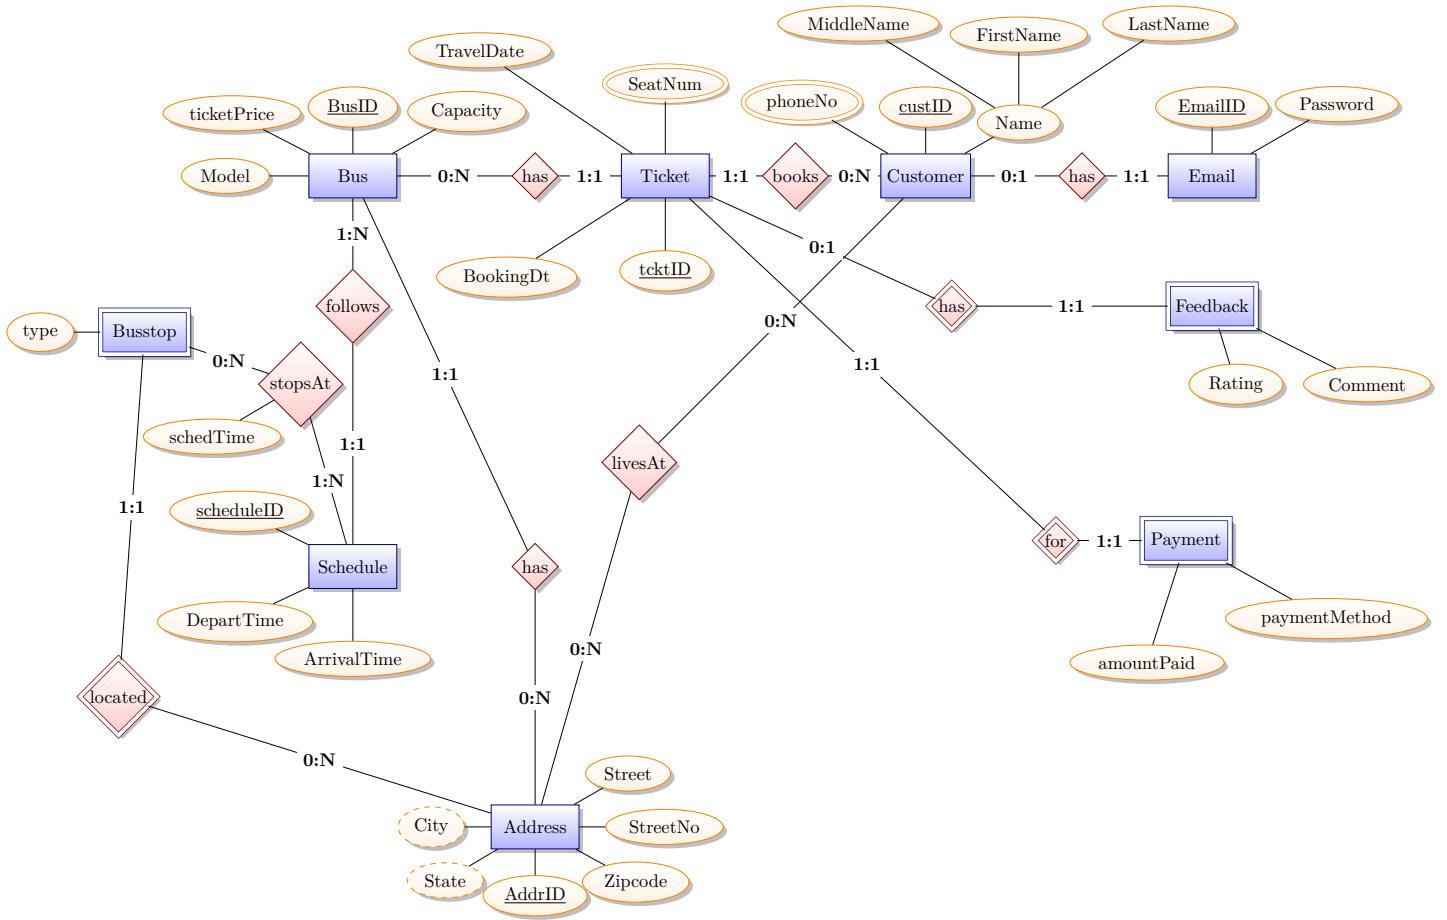 MiddleName
FirstName
LastName
TravelDate
SeatNum
phoneNo
custID
Name
EmailID
Password
ticketPrice
BusID
Capacity
Model
Bus
0:N
has
1:1
Ticket
1:1
books
0:N
Customer
0:1
has
1:1
Email
1:N
0:1
BookingDt
tcktID
type
Busstop
follows
has
1:1
Feedback
0:N
0:N
stopsAt
1:1
1:1
Rating
Comment
schedTime
1:1
livesAt
1:N
1:1
scheduleID
for
1:1
Payment
Schedule
has
DepartTime
paymentMethod
ArrivalTime
0:N
amountPaid
located
0:N
0:N
Street
City
Address
StreetNo
State
AddrID
Zipcode